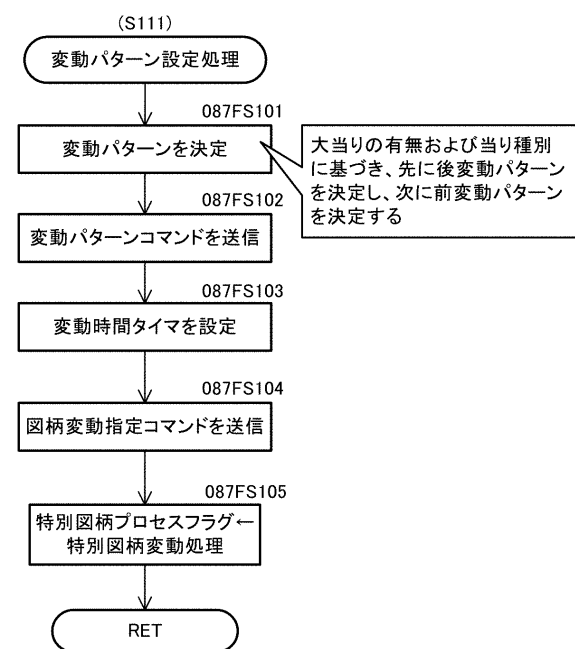 (S111)
変動パターン設定処理
087FS101
変動パターンを決定
大当りの有無および当り種別
に基づき、先に後変動パターン
を決定し、次に前変動パターン
を決定する
087FS102
変動パターンコマンドを送信
087FS103
変動時間タイマを設定
087FS104
図柄変動指定コマンドを送信
087FS105
特別図柄プロセスフラグ←
特別図柄変動処理
RET